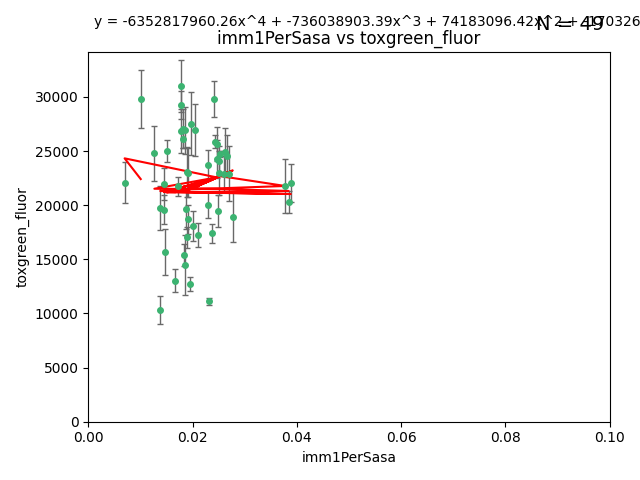 y = -6352817960.26x^4 + -736038903.39x^3 + 74183096.42x^2 +
N = 49
imm1PerSasa vs toxgreen_fluor
30000
25000
20000
15000
10000
5000
0
toxgreen_fluor
0.00 0.02 0.04 0.06 0.08 0.10
imm1PerSasa